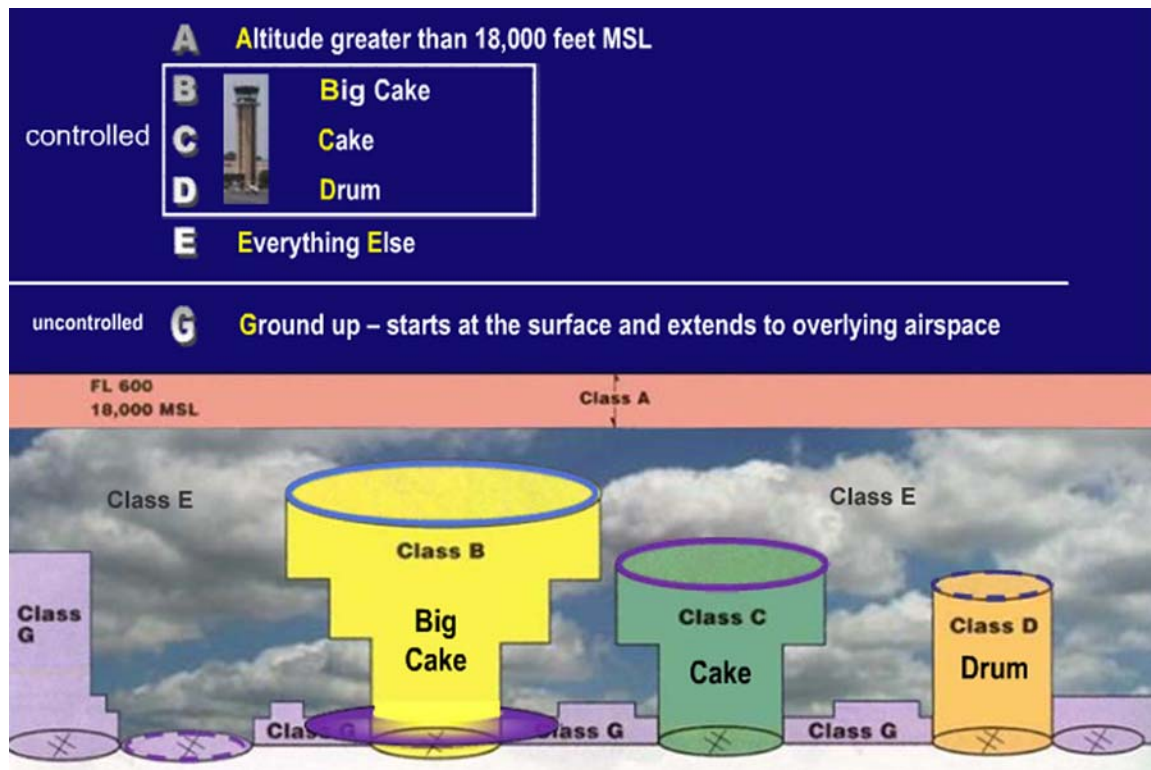 A Altitude greater than 18,000 feet MSL
B Big Cake
controlled C Cake
D Drum
E Everything Else
uncontrolled G Ground up – starts at the surface and extends to overlying airspace
FL 600
18,000 MSL
Class A
Class E
Class E
Class B
Class G
Big Cake
Class C
Cake
Class D
Drum
Class G
Class G
Class G